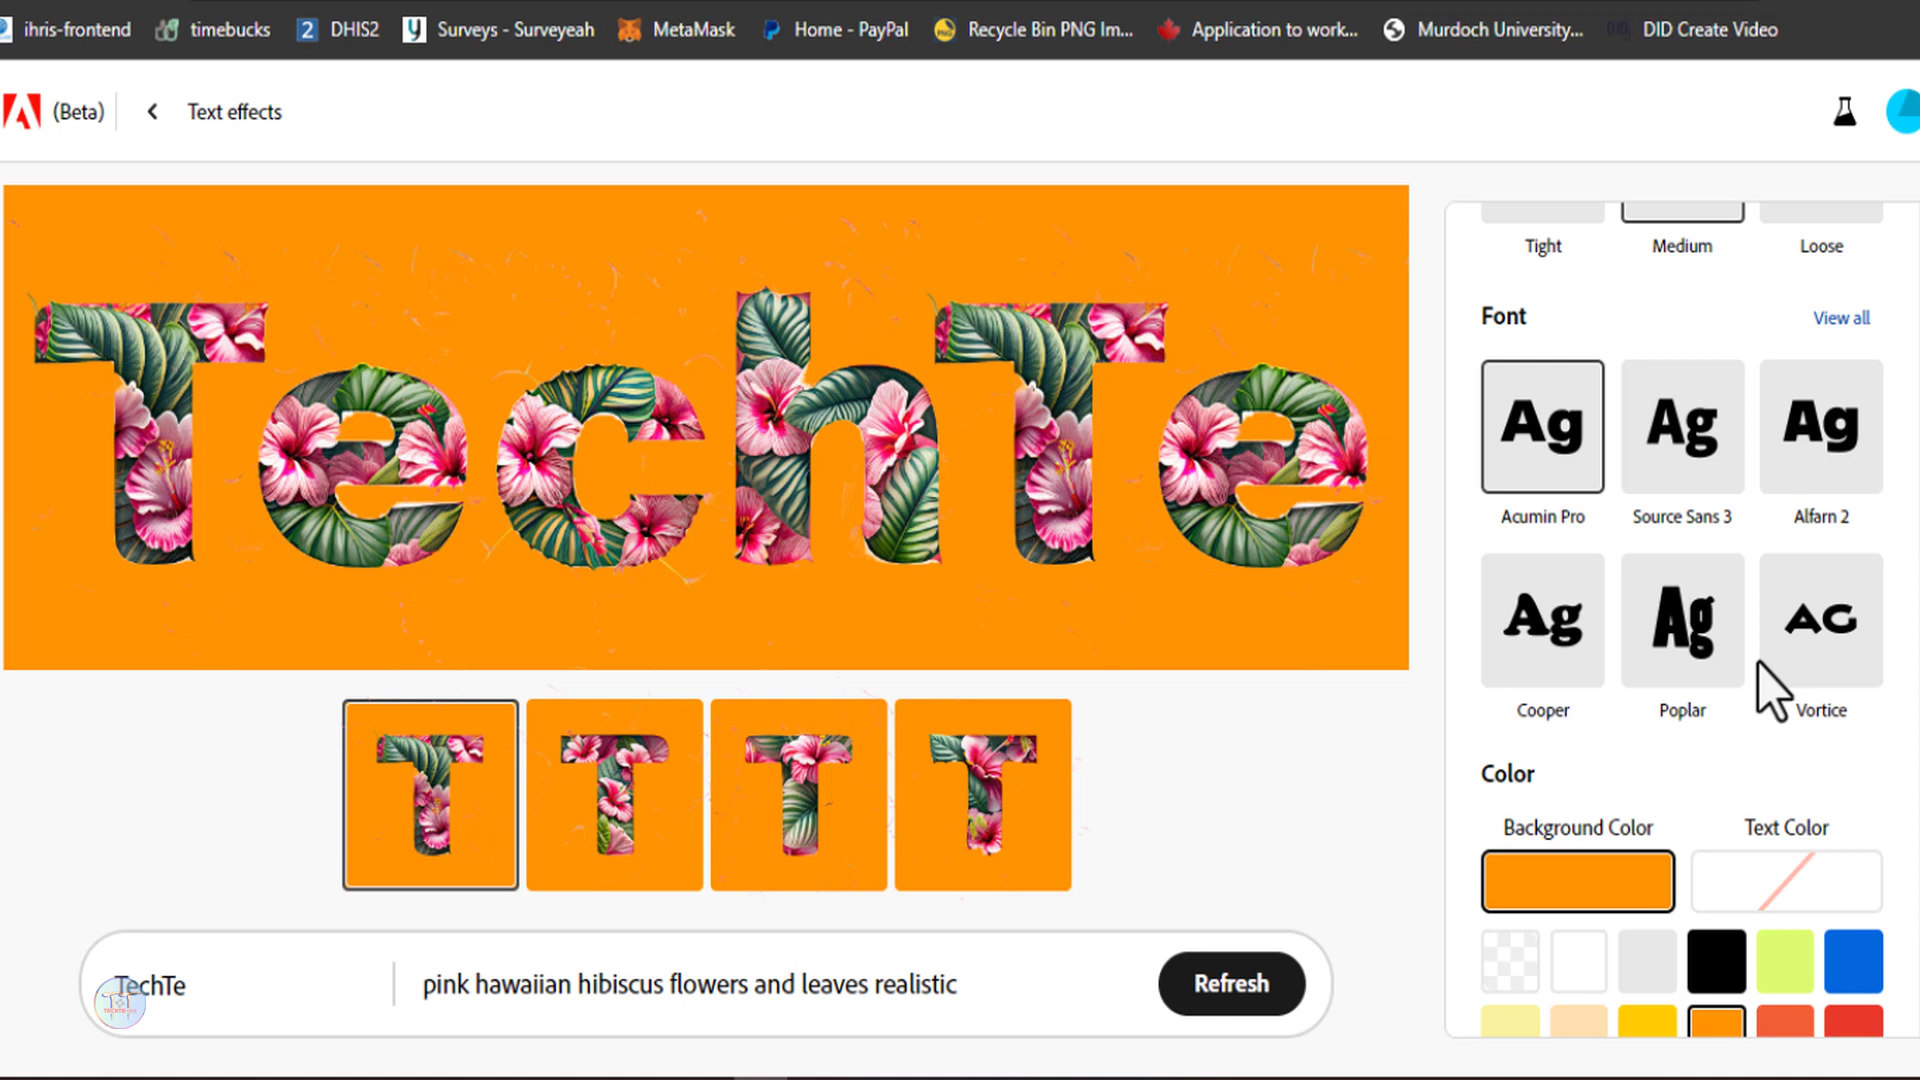 ihris-frontend timebucks 2 DHIS2 Surveys - Surveyeah MetaMask Home - PayPal Recycle Bin PNG Im... Application to work... Murdoch University,... DID Create Video
(Beta) Text effects
Tight Medium Loose
Font View all
TechTe
Ag Ag Ag
Acumin Pro Source Sans 3 Alfarn 2
Ag Ag AG
Cooper Poplar Vortice
T T T T
Color
Background Color Text Color
TechTe pink hawaiian hibiscus flowers and leaves realistic Refresh